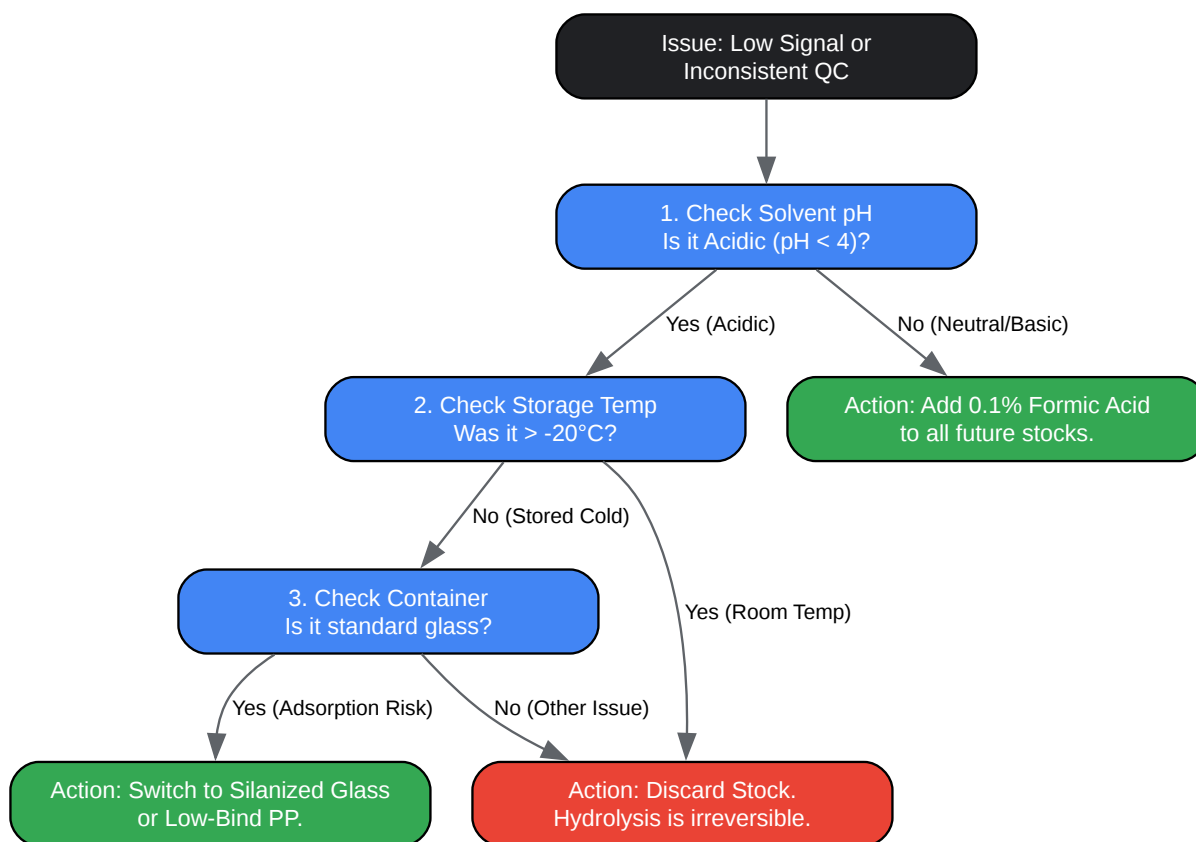 Issue: Low Signal or
Inconsistent QC
1. Check Solvent pH
Is it Acidic (pH < 4)?
Yes (Acidic)
No (Neutral/Basic)
2. Check Storage Temp
Was it > -20°C?
Action: Add 0.1% Formic Acid
to all future stocks.
No (Stored Cold)
3. Check Container
Is it standard glass?
Yes (Room Temp)
Yes (Adsorption Risk)
No (Other Issue)
Action: Switch to Silanized Glass
or Low-Bind PP.
Action: Discard Stock.
Hydrolysis is irreversible.